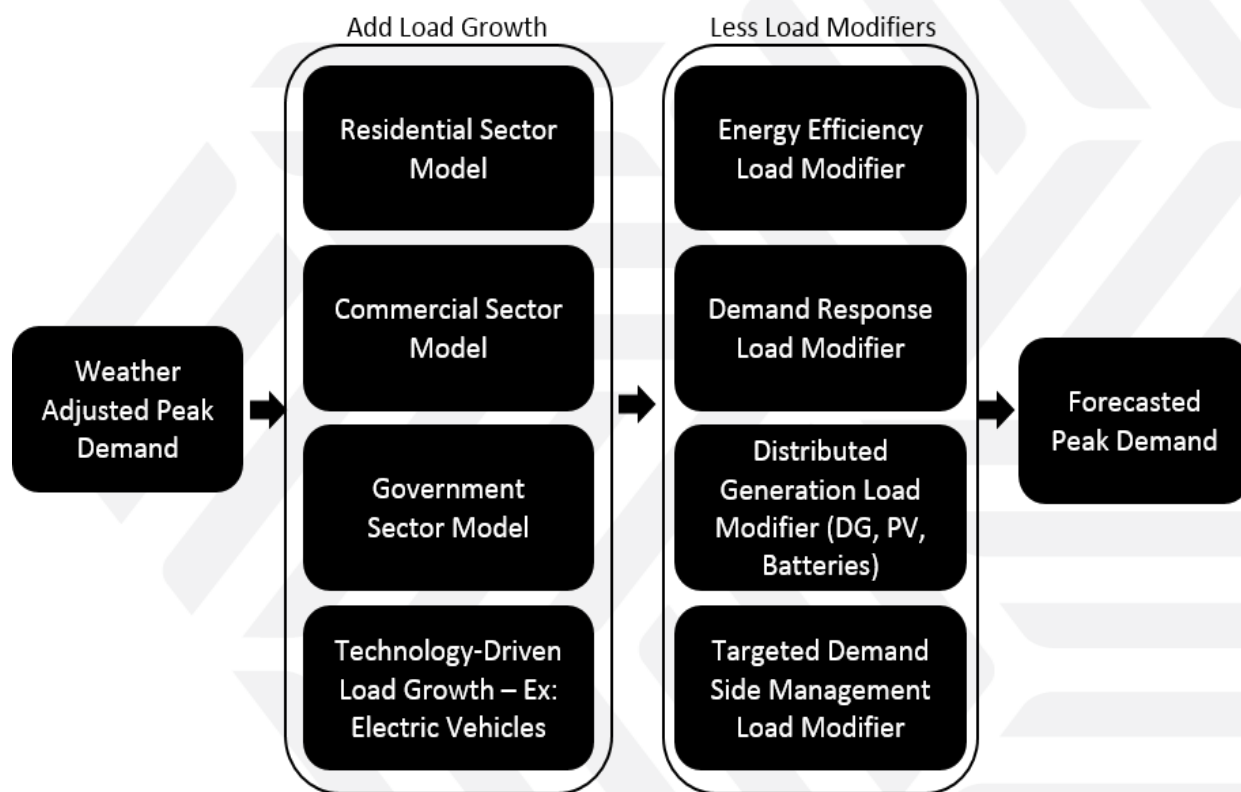 Add Load Growth
Less Load Modifiers
Weather
Adjusted Peak
Demand
Residential Sector
Model
Commercial Sector
Model
Government
Sector Model
Technology-Driven
Load Growth – Ex:
Electric Vehicles
Energy Efficiency
Load Modifier
Demand Response
Load Modifier
Distributed
Generation Load
Modifier (DG, PV,
Batteries)
Targeted Demand
Side Management
Load Modifier
Forecasted
Peak Demand